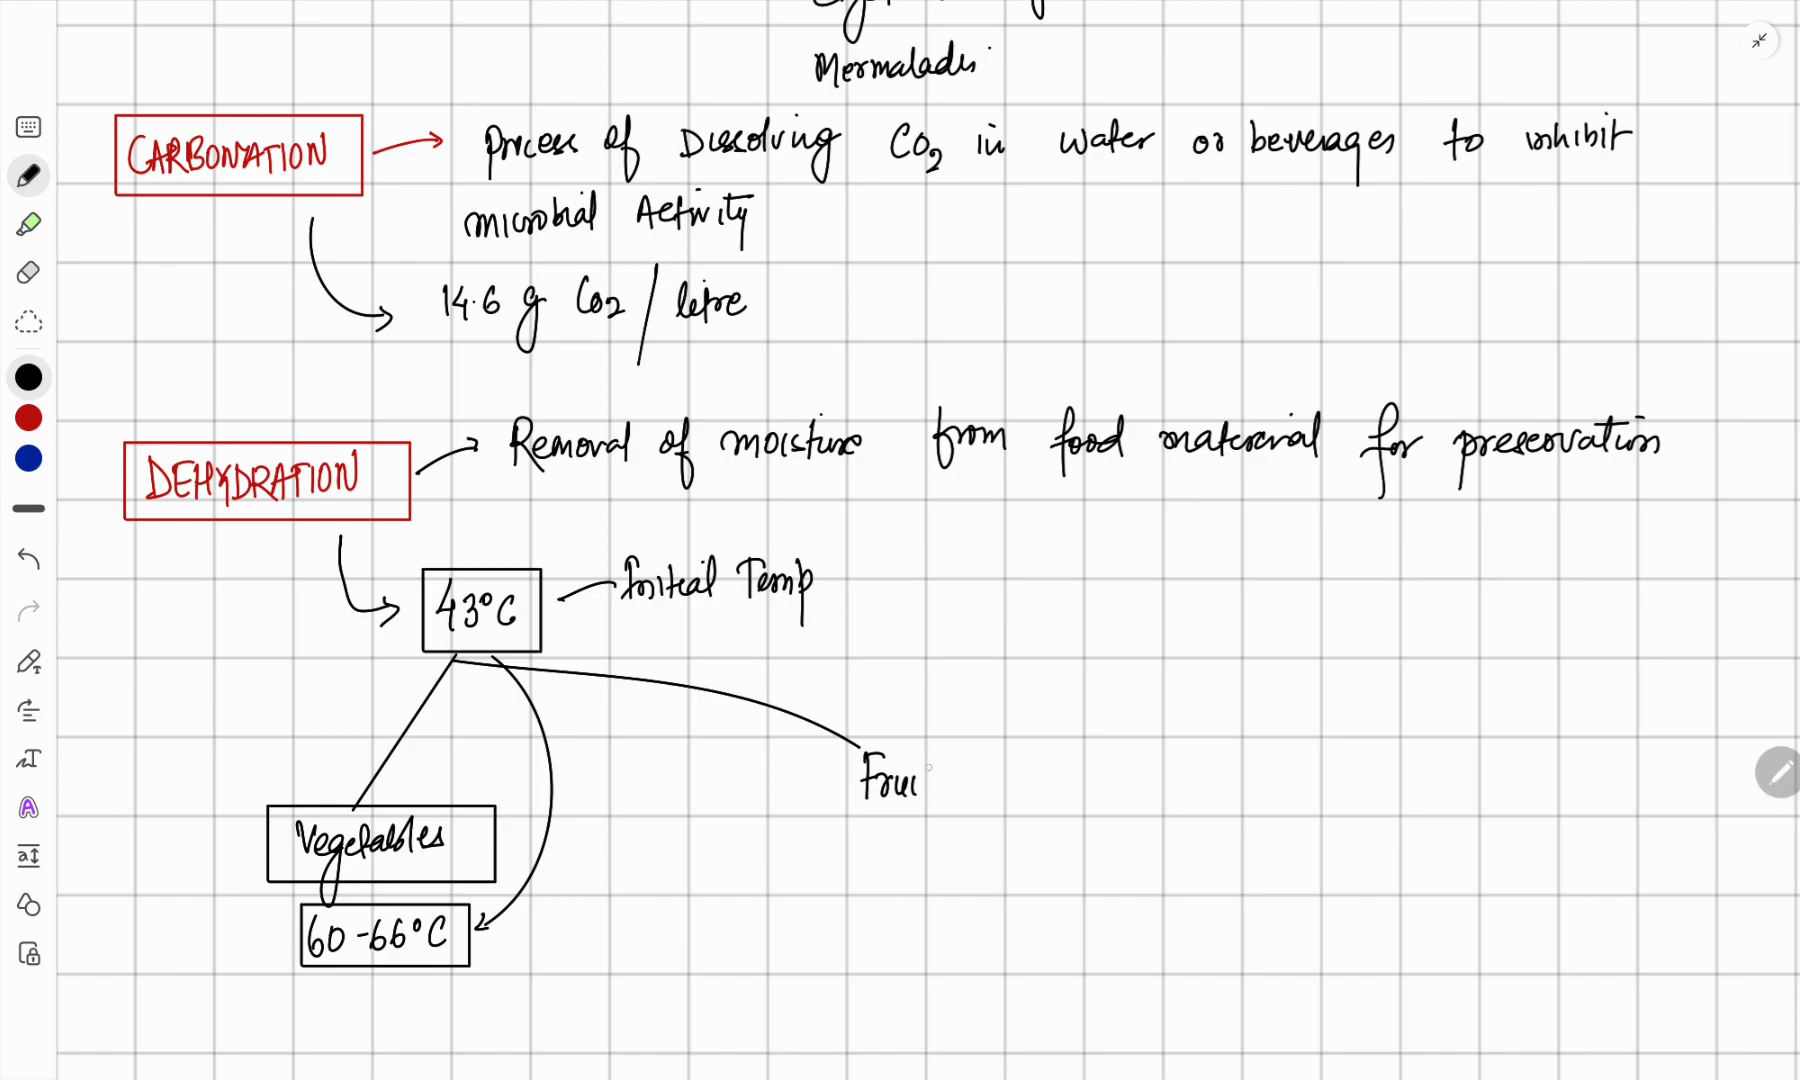 Mermalades
CARBONATION
Process of Dissolving CO2 in water or beverages to inhibit
microbial Activity
14.6 g CO2 / litre
DEHYDRATION
Removal of moisture from food material for preservation
43°C
Initial Temp
Frui
Vegetables
60-66°C